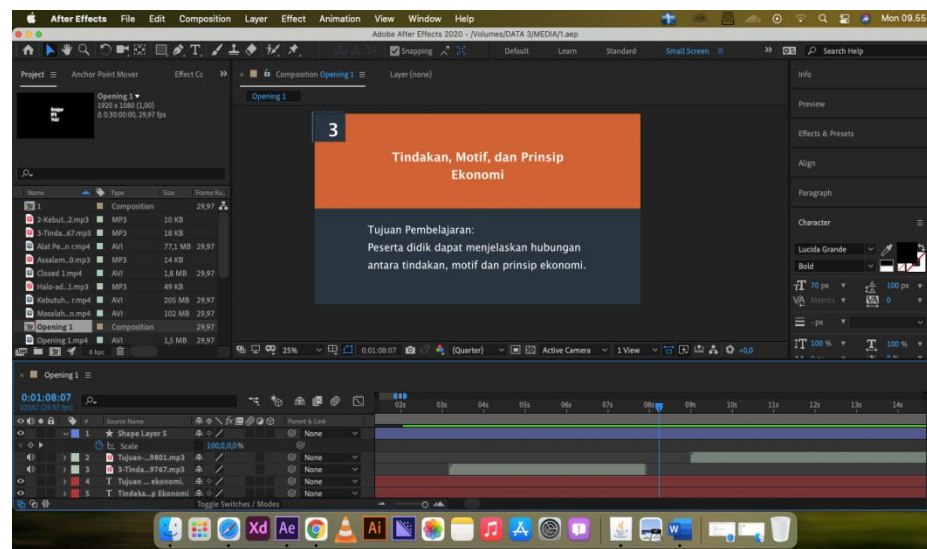 After Effects File Edit Composition Layer Effect Animation View Window Help
Mon 09.55
Adobe After Effects 2020 - /Volumes/DATA 3/MEDIA/1.aep
Snapping Default Learn Standard Small Screen Search Help
Project Anchor Point Mover Effect Cc Composition Opening 1 Layer (none)
Opening 1
Opening 1
1920 x 1080 (1,00)
Δ 0:30:00:00, 29,97 fps
Info
Preview
Effects & Presets
Align
Paragraph
Character
Lucida Grande
Bold
70 px
100 px
Metrics
0
- px
100 %
100 %
3
Tindakan, Motif, dan Prinsip
Ekonomi
Tujuan Pembelajaran:
Peserta didik dapat menjelaskan hubungan
antara tindakan, motif dan prinsip ekonomi.
Name Type Size Frame Ra...
1 Composition 29,97
2-Kebut...2.mp3 MP3 10 KB
3-Tinda...67.mp3 MP3 18 KB
Alat Pe...n r.mp4 AVI 77,1 MB 29,97
Assalam...0.mp3 MP3 14 KB
Closed 1.mp4 AVI 1,8 MB 29,97
Halo-ad...1.mp3 MP3 49 KB
Kebutuh... r.mp4 AVI 205 MB 29,97
Masalah...n.mp4 AVI 102 MB 29,97
Opening 1 Composition 29,97
Opening 1.mp4 AVI 1,5 MB 29,97
8 bpc
25% 0:01:08:07 (Quarter) Active Camera 1 View +0,0
Opening 1
0:01:08:07
02047 (29.97 fps)
02s 03s 04s 05s 06s 07s 08s 09s 10s 11s 12s 13s 14s
# Source Name Parent & Link
1 Shape Layer 5 None
Scale 100,0,0,0%
2 Tujuan-...9801.mp3 None
3 3-Tinda...9767.mp3 None
4 T Tujuan ... ekonomi. None
5 T Tindaka...p Ekonomi None
Toggle Switches / Modes
Xd Ae Ai W